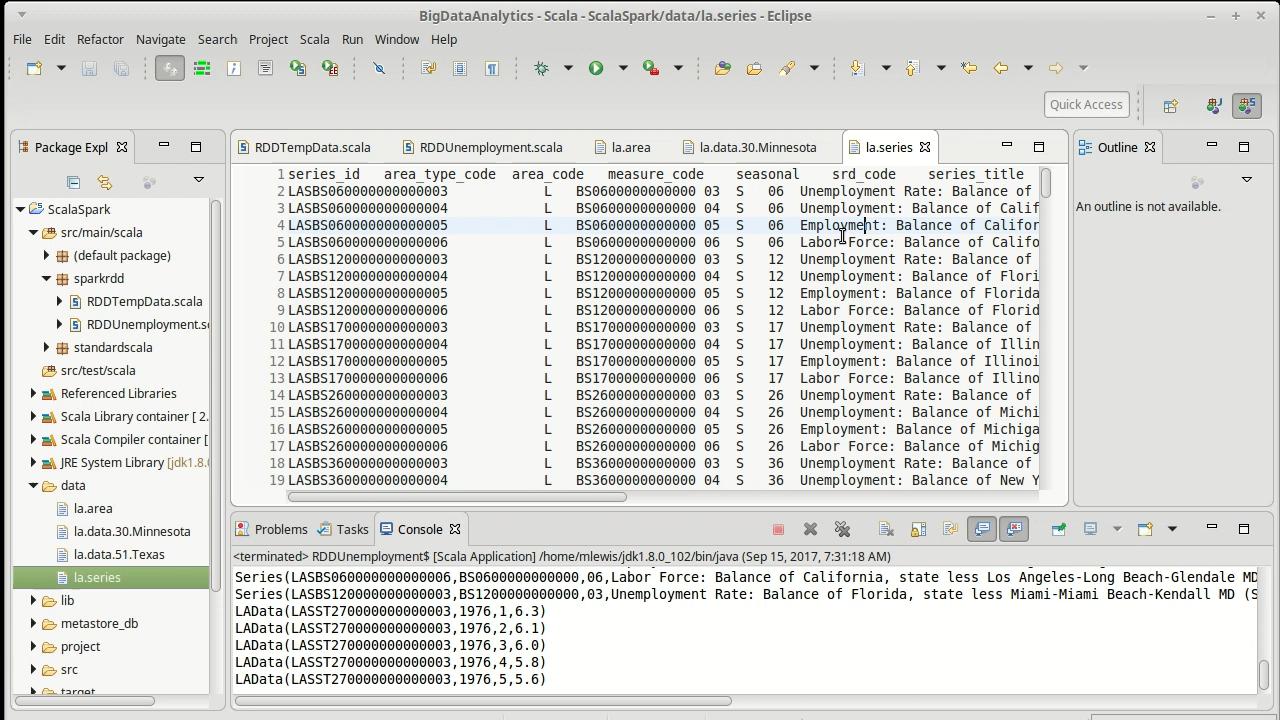 BigDataAnalytics - Scala - ScalaSpark/data/la.series - Eclipse
File Edit Refactor Navigate Search Project Scala Run Window Help
Quick Access
Package Expl
RDDTempData.scala RDDUnemployment.scala la.area la.data.30.Minnesota la.series
Outline
An outline is not available.
ScalaSpark
src/main/scala
(default package)
sparkrdd
RDDTempData.scala
RDDUnemployment.sc
standardscala
src/test/scala
Referenced Libraries
Scala Library container [ 2.
Scala Compiler container [
JRE System Library [jdk1.8.0
data
la.area
la.data.30.Minnesota
la.data.51.Texas
la.series
lib
metastore_db
project
src
target
1 series_id area_type_code area_code measure_code seasonal srd_code series_title
2 LASBS060000000000003 L BS0600000000000 03 S 06 Unemployment Rate: Balance of
3 LASBS060000000000004 L BS0600000000000 04 S 06 Unemployment: Balance of Calif
4 LASBS060000000000005 L BS0600000000000 05 S 06 Employment: Balance of Califor
5 LASBS060000000000006 L BS0600000000000 06 S 06 Labor Force: Balance of Califo
6 LASBS120000000000003 L BS1200000000000 03 S 12 Unemployment Rate: Balance of
7 LASBS120000000000004 L BS1200000000000 04 S 12 Unemployment: Balance of Flori
8 LASBS120000000000005 L BS1200000000000 05 S 12 Employment: Balance of Florida
9 LASBS120000000000006 L BS1200000000000 06 S 12 Labor Force: Balance of Florid
10 LASBS170000000000003 L BS1700000000000 03 S 17 Unemployment Rate: Balance of
11 LASBS170000000000004 L BS1700000000000 04 S 17 Unemployment: Balance of Illin
12 LASBS170000000000005 L BS1700000000000 05 S 17 Employment: Balance of Illinoi
13 LASBS170000000000006 L BS1700000000000 06 S 17 Labor Force: Balance of Illino
14 LASBS260000000000003 L BS2600000000000 03 S 26 Unemployment Rate: Balance of
15 LASBS260000000000004 L BS2600000000000 04 S 26 Unemployment: Balance of Michi
16 LASBS260000000000005 L BS2600000000000 05 S 26 Employment: Balance of Michiga
17 LASBS260000000000006 L BS2600000000000 06 S 26 Labor Force: Balance of Michig
18 LASBS360000000000003 L BS3600000000000 03 S 36 Unemployment Rate: Balance of
19 LASBS360000000000004 L BS3600000000000 04 S 36 Unemployment: Balance of New Y
Problems Tasks Console
<terminated> RDDUnemployment$ [Scala Application] /home/mlewis/jdk1.8.0_102/bin/java (Sep 15, 2017, 7:31:18 AM)
Series(LASBS060000000000006,BS0600000000000,06,Labor Force: Balance of California, state less Los Angeles-Long Beach-Glendale MD
Series(LASBS120000000000003,BS1200000000000,03,Unemployment Rate: Balance of Florida, state less Miami-Miami Beach-Kendall MD (S
LAData(LASST270000000000003,1976,1,6.3)
LAData(LASST270000000000003,1976,2,6.1)
LAData(LASST270000000000003,1976,3,6.0)
LAData(LASST270000000000003,1976,4,5.8)
LAData(LASST270000000000003,1976,5,5.6)